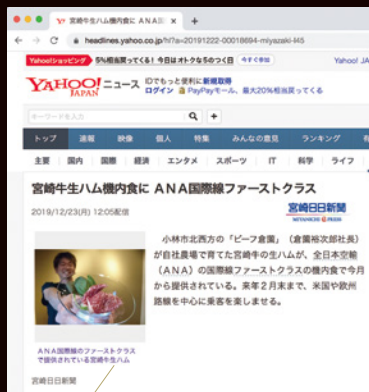 宮崎牛生ハム機内食に ANA国
headlines.yahoo.co.jp/hl?a=20191222-00018694-miyazaki-l45
Yahoo!ショッピング 5%相当戻ってくる！今日はオトクなゾロ目の日 今すぐ参加 Yahoo! JA
YAHOO! JAPAN ニュース IDでもっと便利に新規取得
ログイン PayPayモール、最大20%相当戻ってくる
キーワードを入力
トップ 速報 映像 個人 特集 みんなの意見 ランキング
主要 国内 国際 経済 エンタメ スポーツ IT 科学 ライフ
宮崎牛生ハム機内食に ANA国際線ファーストクラス
2019/12/23(月) 12:05配信
宮崎日日新聞
MIYANICHI PRESS
小林市北西方の「ビーフ倉薗」（倉薗裕次郎社長）
が自社農場で育てた宮崎牛の生ハムが、全日本空輸
（ANA）の国際線ファーストクラスの機内食で今月
から提供されている。来年2月末まで、米国や欧州
路線を中心に乗客を楽しませる。
ANA国際線のファーストクラス
で提供されている宮崎牛生ハム
宮崎日日新聞